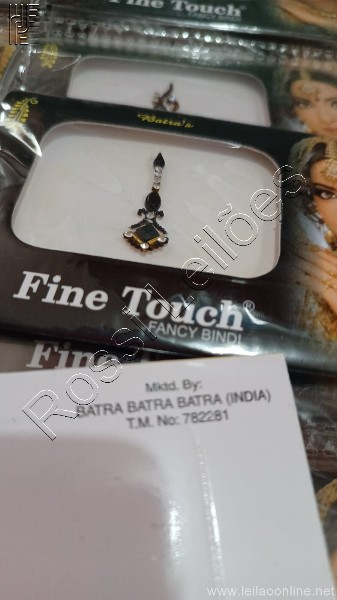 Fine Touch
Batra's
Fine Touch®
FANCY BINDI
Fine Touch
Mktd. By:
BATRA BATRA BATRA (INDIA)
T.M. No: 782281
Rossi Leilões
www.leilaoonline.net